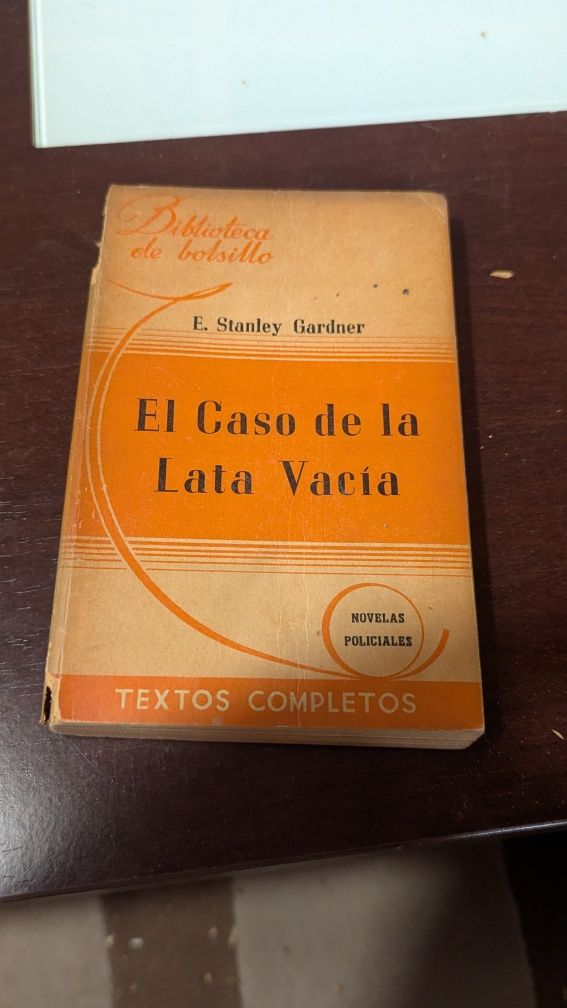 Biblioteca
de bolsillo
E. Stanley Gardner
El Caso de la
Lata Vacía
NOVELAS
POLICIALES
TEXTOS COMPLETOS